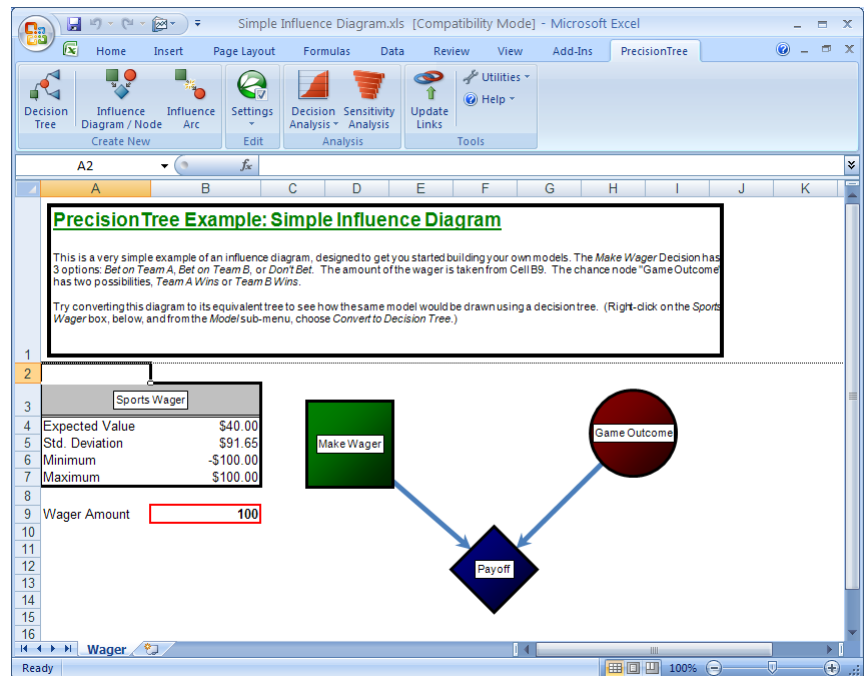 Simple Influence Diagram.xls [Compatibility Mode] - Microsoft Excel
Home Insert Page Layout Formulas Data Review View Add-Ins PrecisionTree
Decision Tree
Influence Diagram / Node
Influence Arc
Settings
Decision Analysis
Sensitivity Analysis
Update Links
Utilities
Help
Create New Edit Analysis Tools
A2 fx
A B C D E F G H I J K
PrecisionTree Example: Simple Influence Diagram
This is a very simple example of an influence diagram, designed to get you started building your own models. The Make Wager Decision has
3 options: Bet on Team A, Bet on Team B, or Don't Bet. The amount of the wager is taken from Cell B9. The chance node "Game Outcome"
has two possibilities, Team A Wins or Team B Wins.
Try converting this diagram to its equivalent tree to see how the same model would be drawn using a decision tree. (Right-click on the Sports
Wager box, below, and from the Model sub-menu, choose Convert to Decision Tree.)
1
2
3 Sports Wager
4 Expected Value $40.00
5 Std. Deviation $91.65
6 Minimum -$100.00
7 Maximum $100.00
8
9 Wager Amount 100
10
11
12
13
14
15
16
Make Wager
Game Outcome
Payoff
Wager
Ready 100%